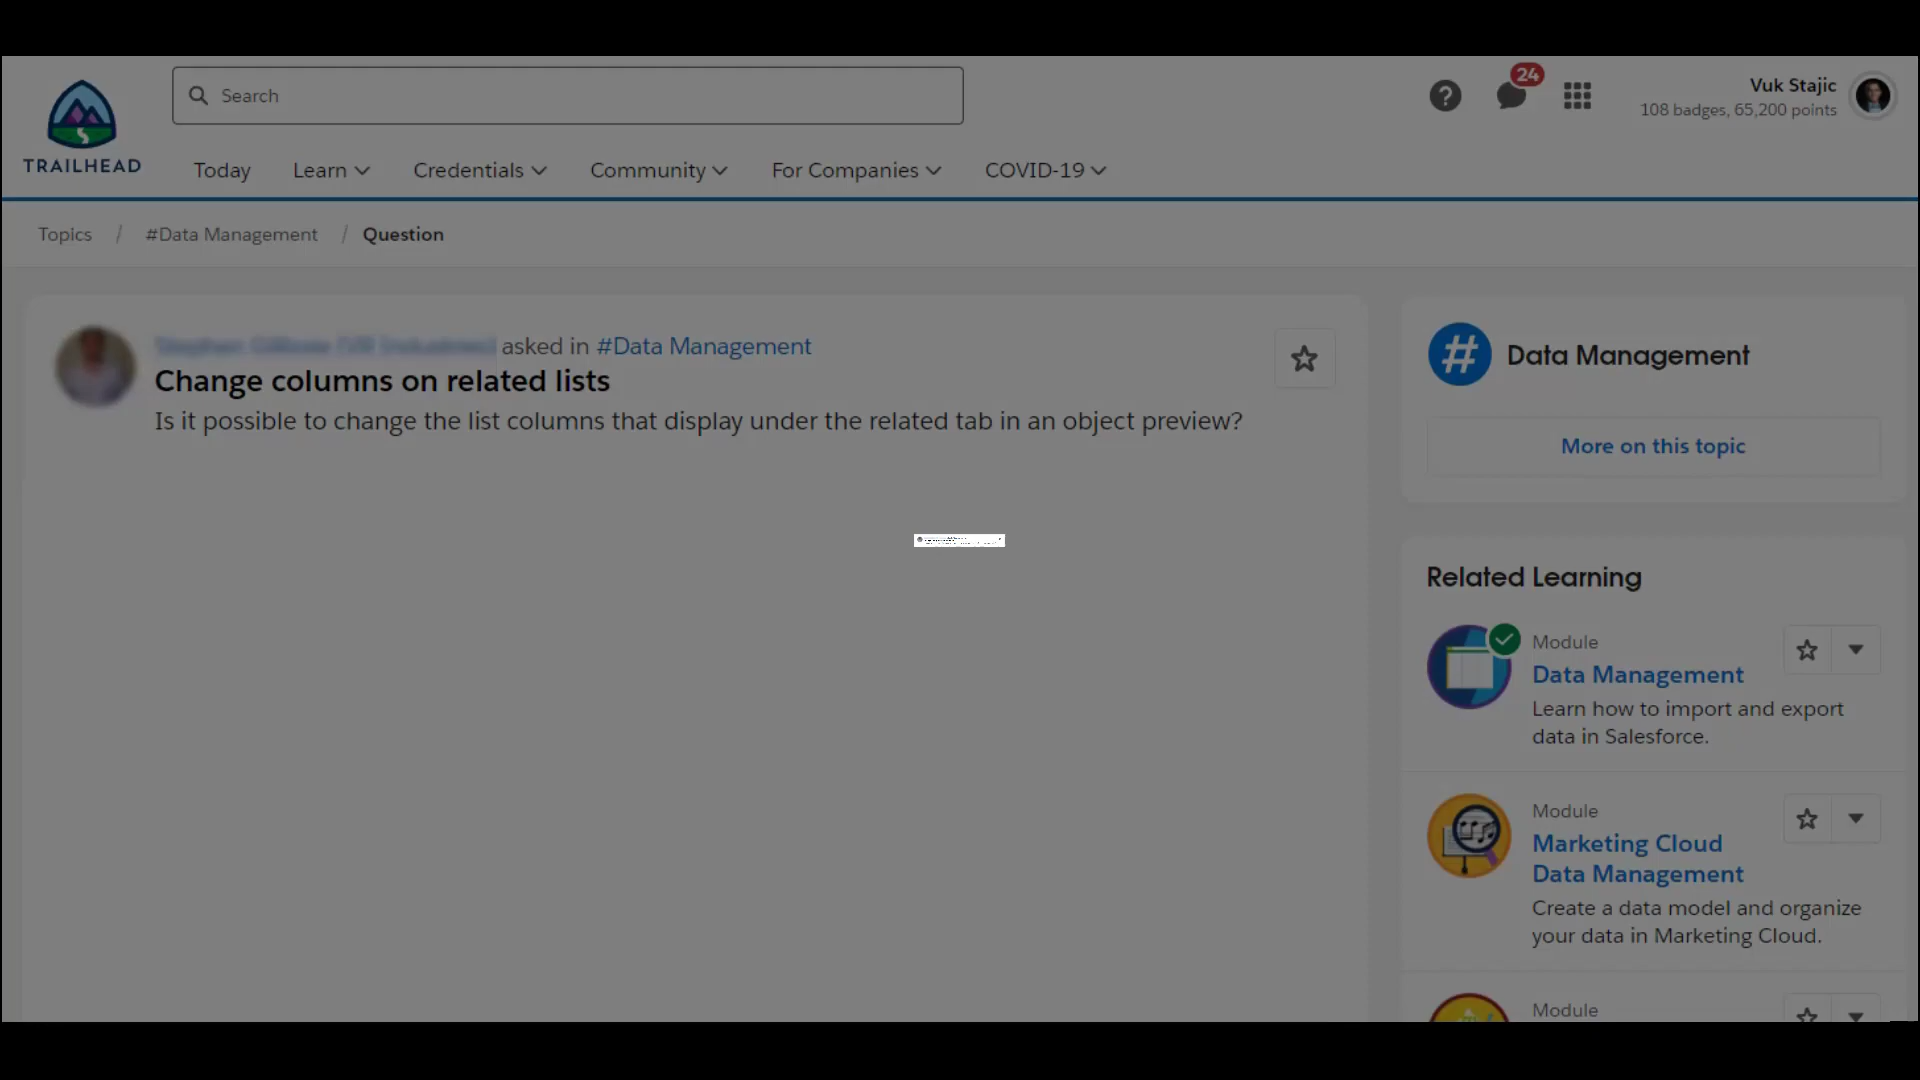 Search
24
Vuk Stajic
108 badges, 65,200 points
TRAILHEAD
Today Learn Credentials Community For Companies COVID-19
Topics / #Data Management / Question
asked in #Data Management
Change columns on related lists
Is it possible to change the list columns that display under the related tab in an object preview?
# Data Management
More on this topic
Related Learning
Module
Data Management
Learn how to import and export
data in Salesforce.
Module
Marketing Cloud
Data Management
Create a data model and organize
your data in Marketing Cloud.
Module